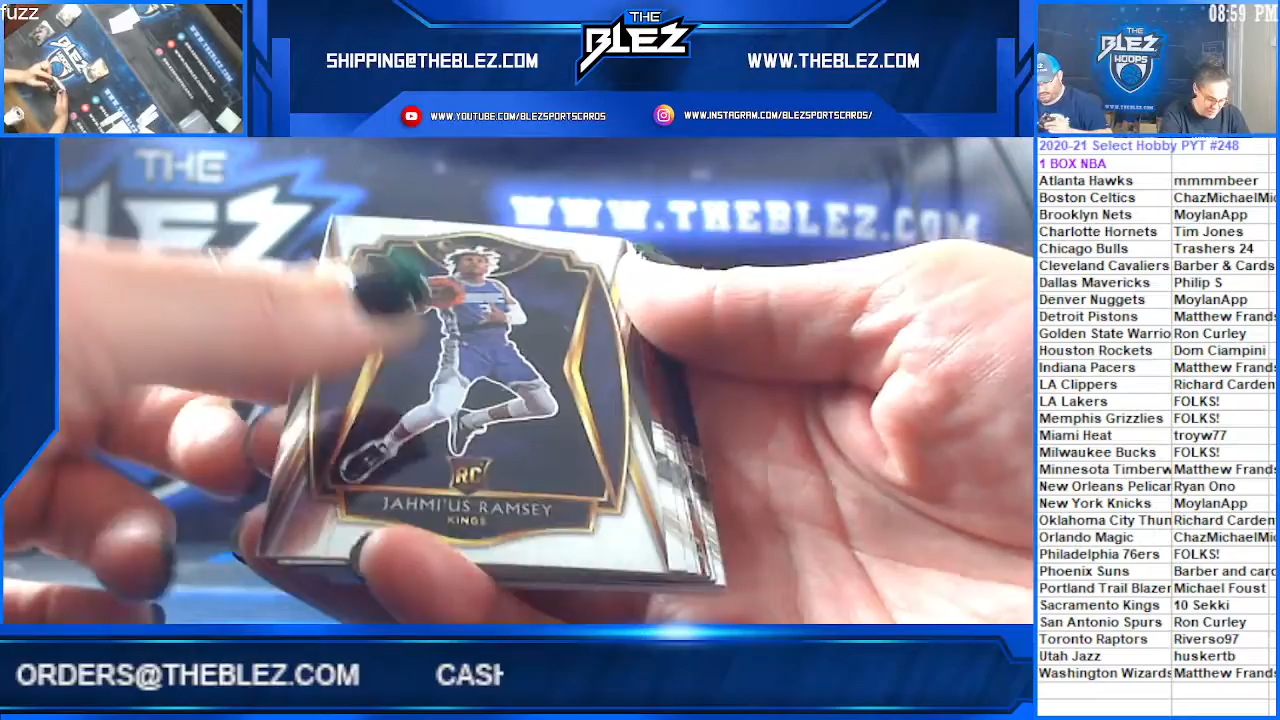 fuzz
SHIPPING@THEBLEZ.COM
THE
BLEZ
WWW.THEBLEZ.COM
WWW.YOUTUBE.COM/BLEZSPORTSCARDS
WWW.INSTAGRAM.COM/BLEZSPORTSCARDS/
08:59 PM
THE
BLEZ
HOOPS
WWW.THEBLEZ.COM
THE
BLEZ
WWW.THEBLEZ.COM
RC
JAHMI'US RAMSEY
KINGS
2020-21 Select Hobby PYT #248
1 BOX NBA
Atlanta Hawks mmmmbeer
Boston Celtics ChazMichaelMic
Brooklyn Nets MoylanApp
Charlotte Hornets Tim Jones
Chicago Bulls Trashers 24
Cleveland Cavaliers Barber & Cards
Dallas Mavericks Philip S
Denver Nuggets MoylanApp
Detroit Pistons Matthew Frands
Golden State Warrio Ron Curley
Houston Rockets Dom Ciampini
Indiana Pacers Matthew Frands
LA Clippers Richard Carden
LA Lakers FOLKS!
Memphis Grizzlies FOLKS!
Miami Heat troyw77
Milwaukee Bucks FOLKS!
Minnesota Timberw Matthew Frands
New Orleans Pelicar Ryan Ono
New York Knicks MoylanApp
Oklahoma City Thun Richard Carden
Orlando Magic ChazMichaelMic
Philadelphia 76ers FOLKS!
Phoenix Suns Barber and card
Portland Trail Blazer Michael Foust
Sacramento Kings 10 Sekki
San Antonio Spurs Ron Curley
Toronto Raptors Riverso97
Utah Jazz huskertb
Washington Wizards Matthew Frands
ORDERS@THEBLEZ.COM CASH